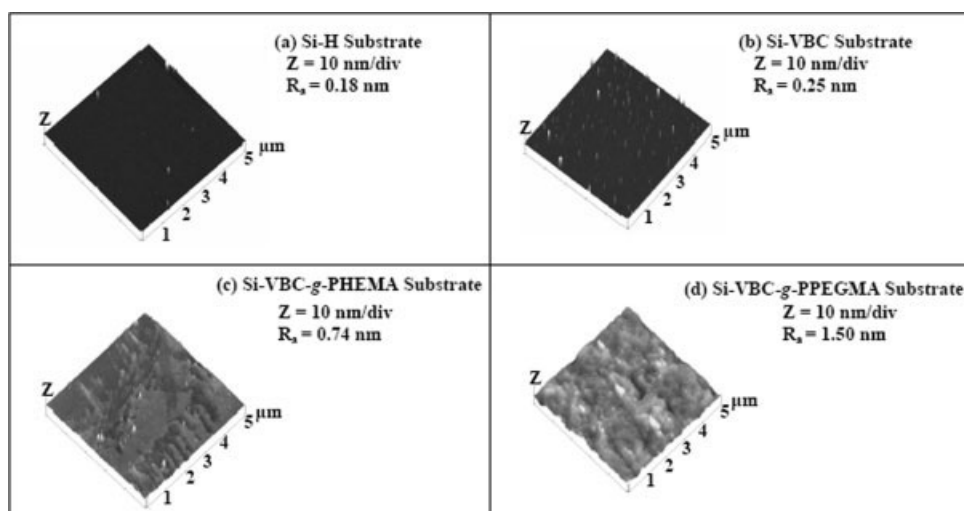 (a) Si-H Substrate
Z = 10 nm/div
Ra = 0.18 nm
Z
µm
5
4
3
2
1
(b) Si-VBC Substrate
Z = 10 nm/div
Ra = 0.25 nm
Z
µm
5
4
3
2
1
(c) Si-VBC-g-PHEMA Substrate
Z = 10 nm/div
Ra = 0.74 nm
Z
µm
5
4
3
2
1
(d) Si-VBC-g-PPEGMA Substrate
Z = 10 nm/div
Ra = 1.50 nm
Z
µm
5
4
3
2
1